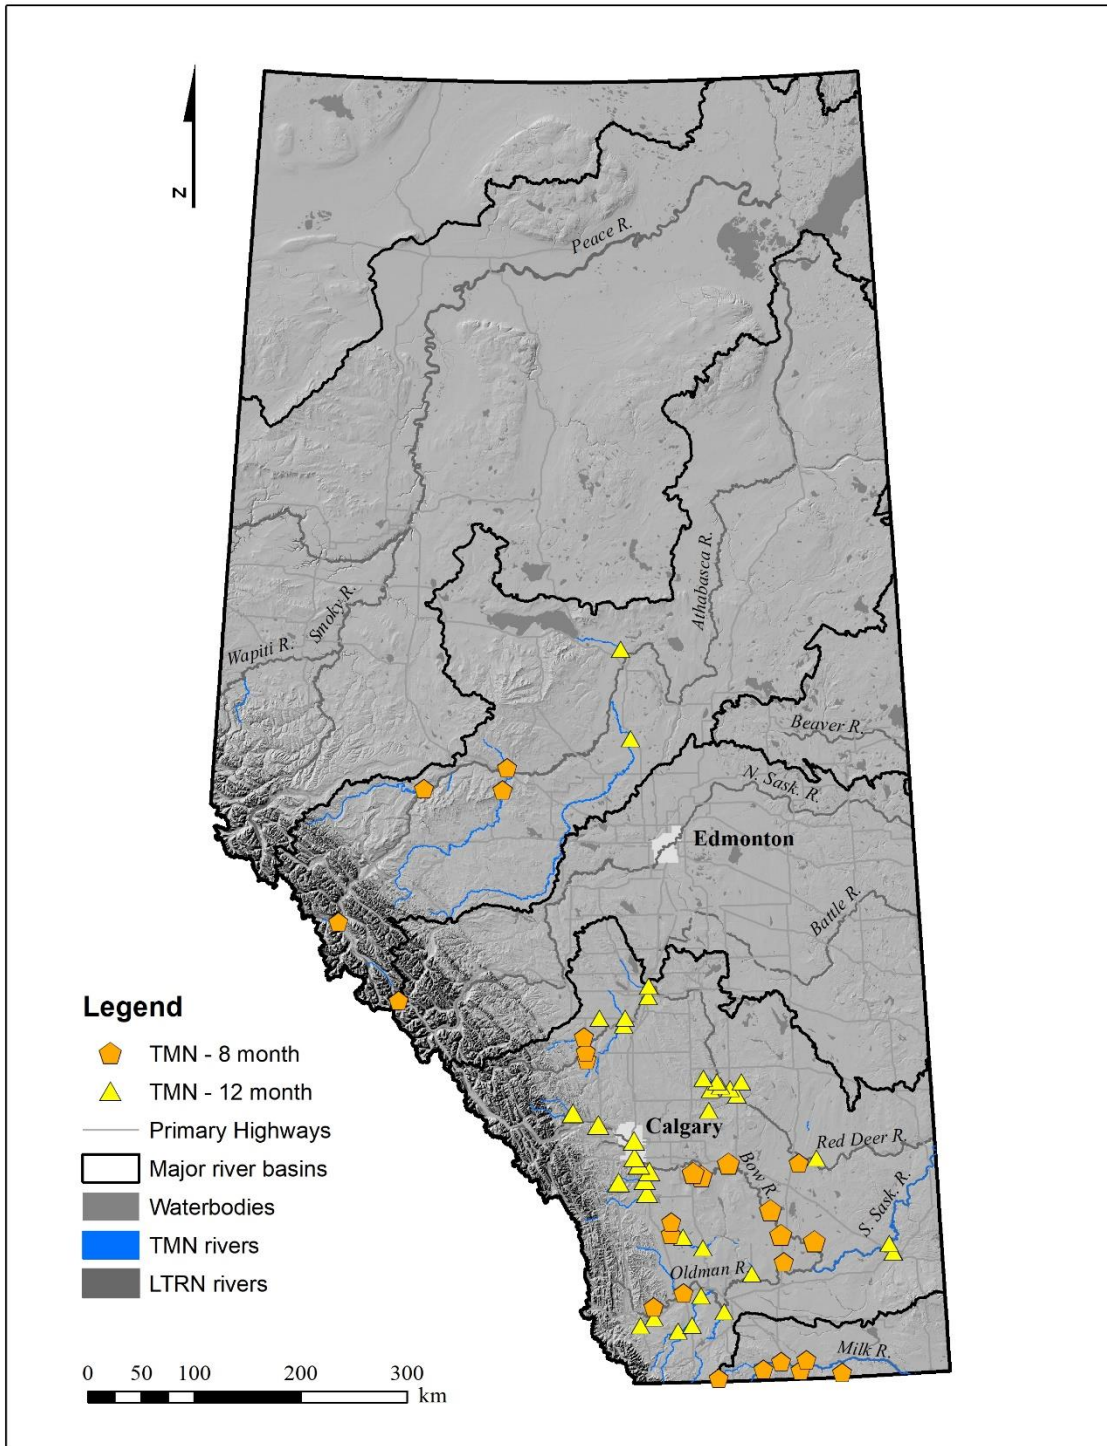 N
Peace R.
Athabasca R.
Smoky R.
Wapiti R.
Beaver R.
N. Sask. R.
Edmonton
Battle R.
Legend
TMN - 8 month
TMN - 12 month
Primary Highways
Major river basins
Waterbodies
TMN rivers
LTRN rivers
Calgary
Red Deer R.
Bow R.
S. Sask. R.
Oldman R.
Milk R.
0 50 100 200 300
km